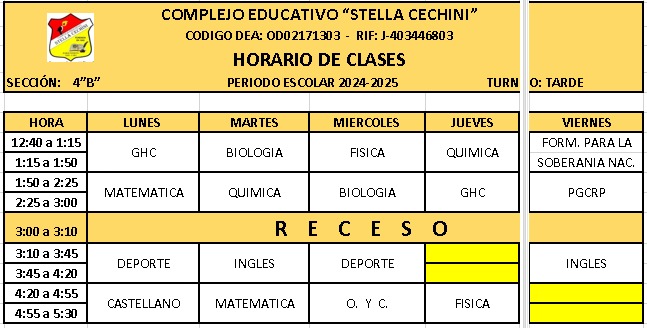 STELLA CECHINI
COMPLEJO EDUCATIVO “STELLA CECHINI”
CODIGO DEA: OD02171303 - RIF: J-403446803
HORARIO DE CLASES
SECCIÓN: 4”B” PERIODO ESCOLAR 2024-2025 TURN O: TARDE
HORA LUNES MARTES MIERCOLES JUEVES VIERNES
12:40 a 1:15 GHC BIOLOGIA FISICA QUIMICA FORM. PARA LA
1:15 a 1:50 SOBERANIA NAC.
1:50 a 2:25 MATEMATICA QUIMICA BIOLOGIA GHC PGCRP
2:25 a 3:00
3:00 a 3:10 R E C E S O
3:10 a 3:45 DEPORTE INGLES DEPORTE INGLES
3:45 a 4:20
4:20 a 4:55 CASTELLANO MATEMATICA O. Y C. FISICA
4:55 a 5:30